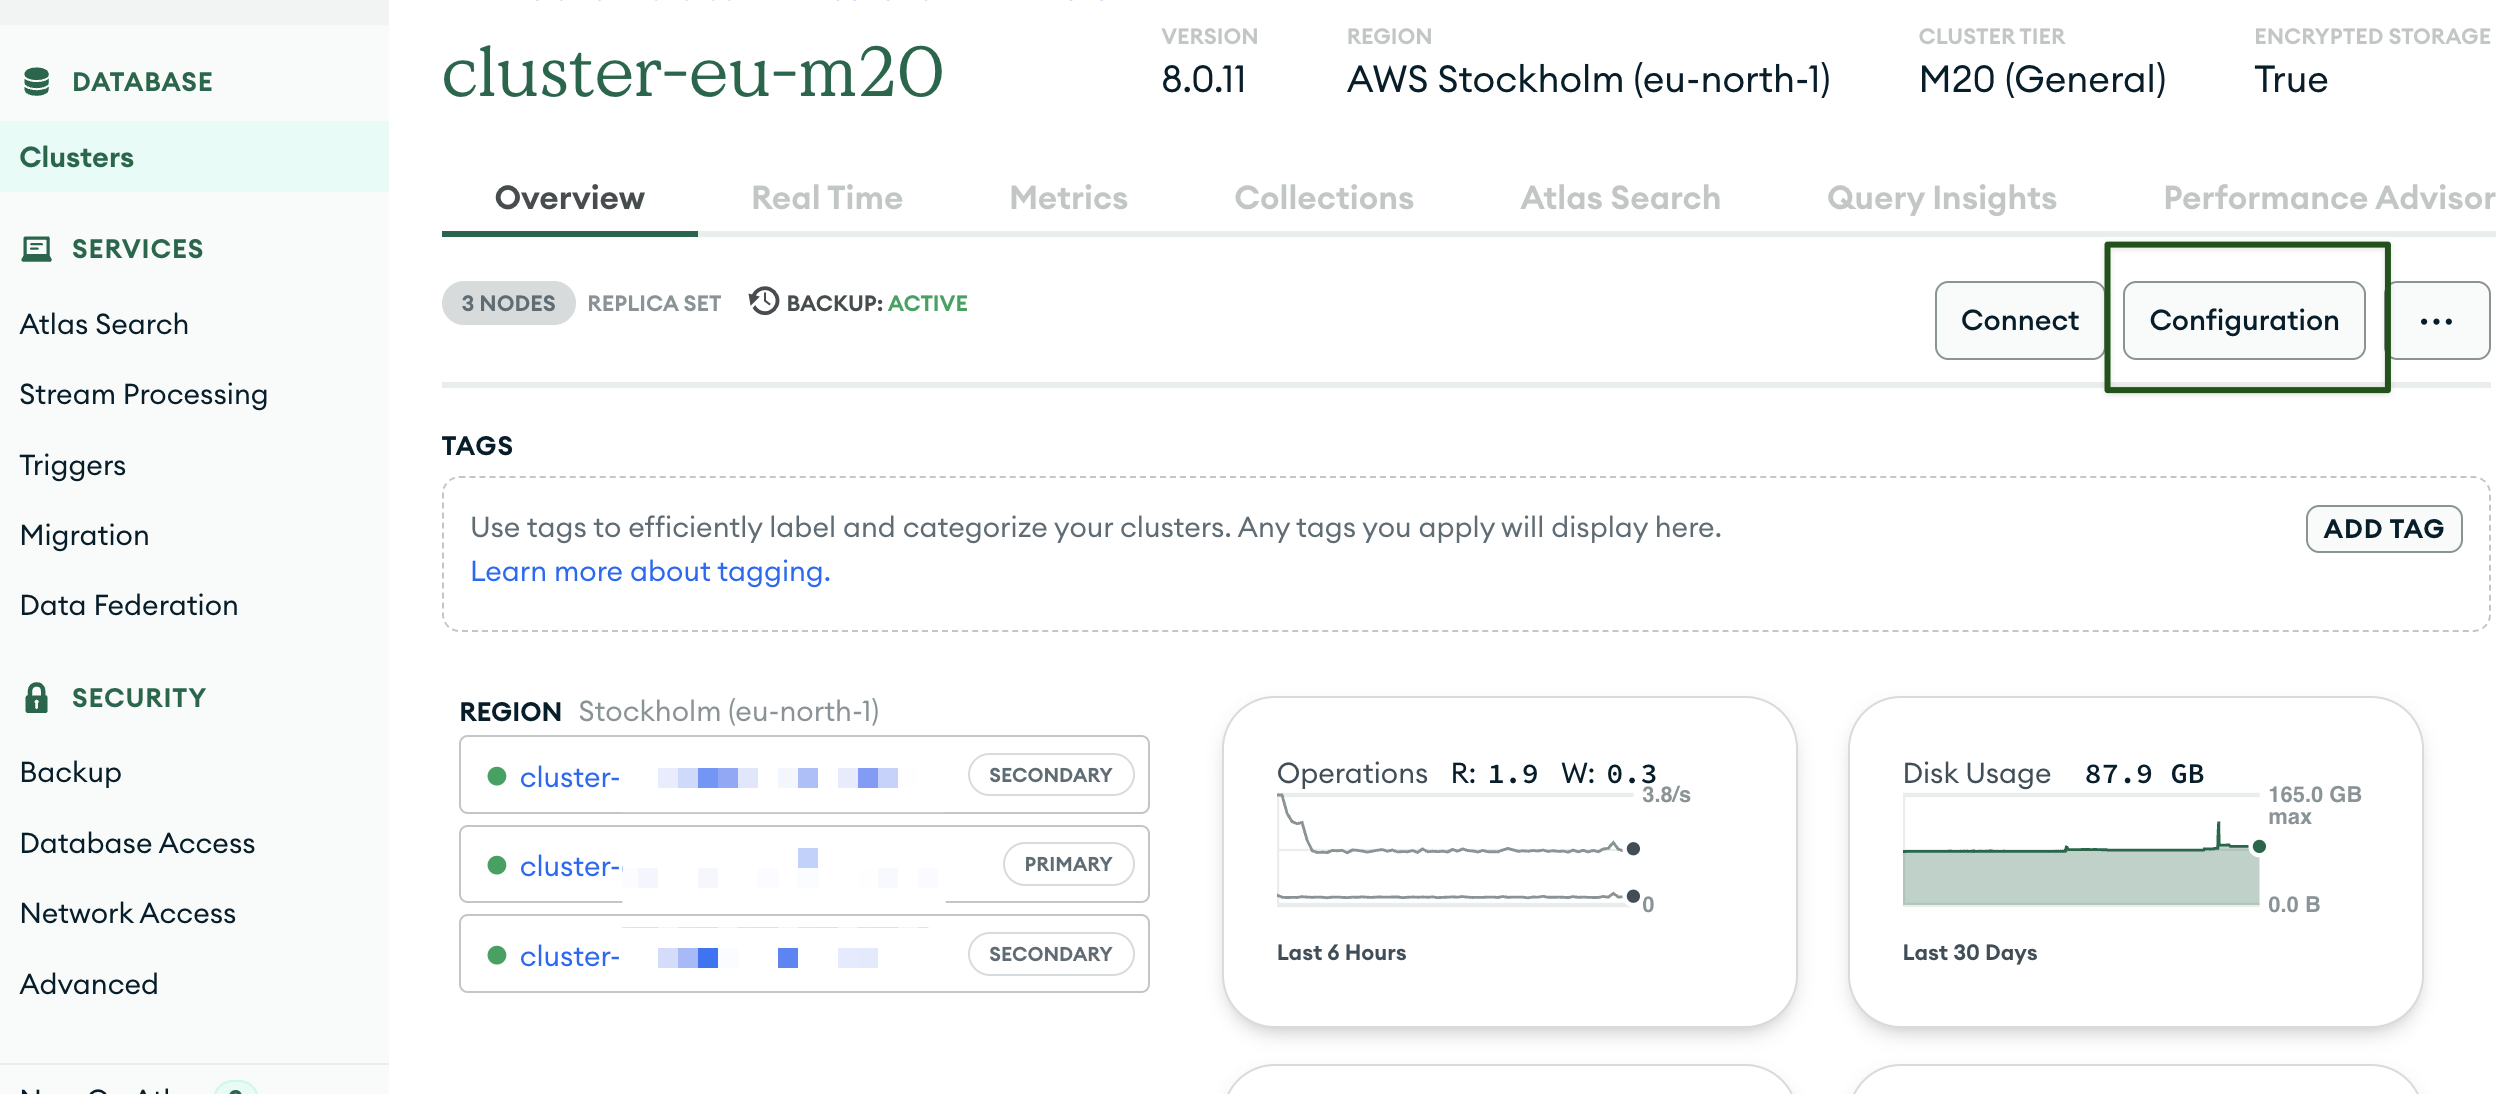 DATABASE
Clusters
SERVICES
Atlas Search
Stream Processing
Triggers
Migration
Data Federation
SECURITY
Backup
Database Access
Network Access
Advanced
cluster-eu-m20
VERSION
8.0.11
REGION
AWS Stockholm (eu-north-1)
CLUSTER TIER
M20 (General)
ENCRYPTED STORAGE
True
Overview Real Time Metrics Collections Atlas Search Query Insights Performance Advisor
3 NODES REPLICA SET BACKUP: ACTIVE
Connect Configuration ...
TAGS
Use tags to efficiently label and categorize your clusters. Any tags you apply will display here.
Learn more about tagging.
ADD TAG
REGION Stockholm (eu-north-1)
cluster- SECONDARY
cluster- PRIMARY
cluster- SECONDARY
Operations R: 1.9 W: 0.3
3.8/s
0
Last 6 Hours
Disk Usage 87.9 GB
165.0 GB
max
0.0 B
Last 30 Days